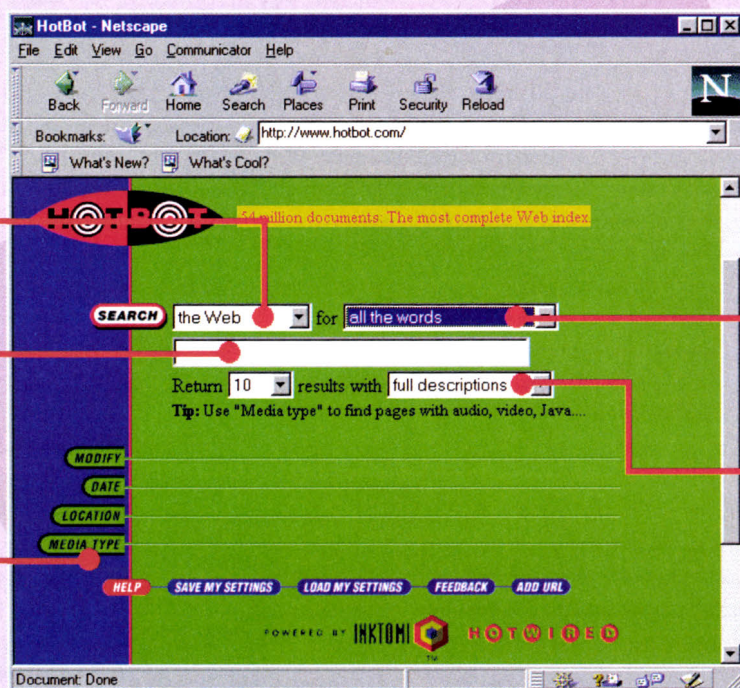 HotBot - Netscape
File Edit View Go Communicator Help
Back Forward Home Search Places Print Security Reload
N
Bookmarks: Location: http://www.hotbot.com/
What's New? What's Cool?
HOTBOT
54 million documents: The most complete Web index
SEARCH the Web for all the words
Return 10 results with full descriptions
Tip: Use "Media type" to find pages with audio, video, Java....
MODIFY
DATE
LOCATION
MEDIA TYPE
HELP SAVE MY SETTINGS LOAD MY SETTINGS FEEDBACK ADD URL
POWERED BY INKTOMI HOTWIRED
TM
Document: Done